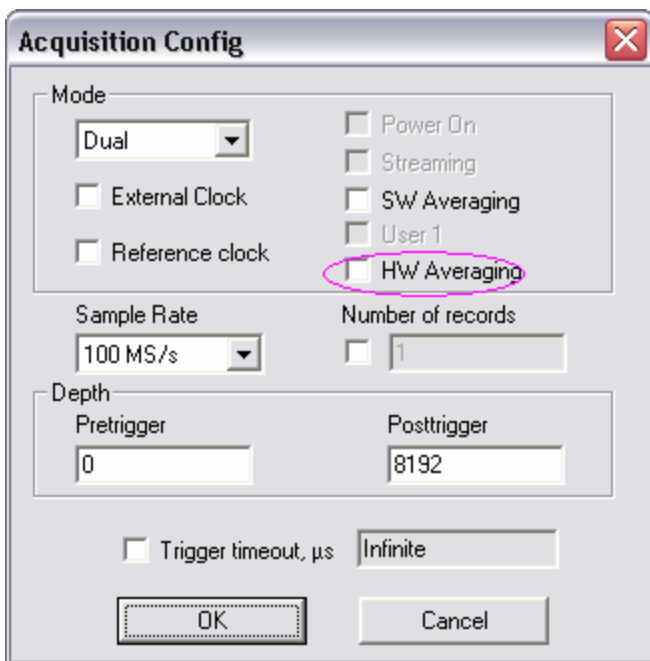 Acquisition Config
Mode
Dual
External Clock
Reference clock
Power On
Streaming
SW Averaging
User 1
HW Averaging
Sample Rate
100 MS/s
Number of records
1
Depth
Pretrigger
0
Posttrigger
8192
Trigger timeout, µs
Infinite
OK
Cancel